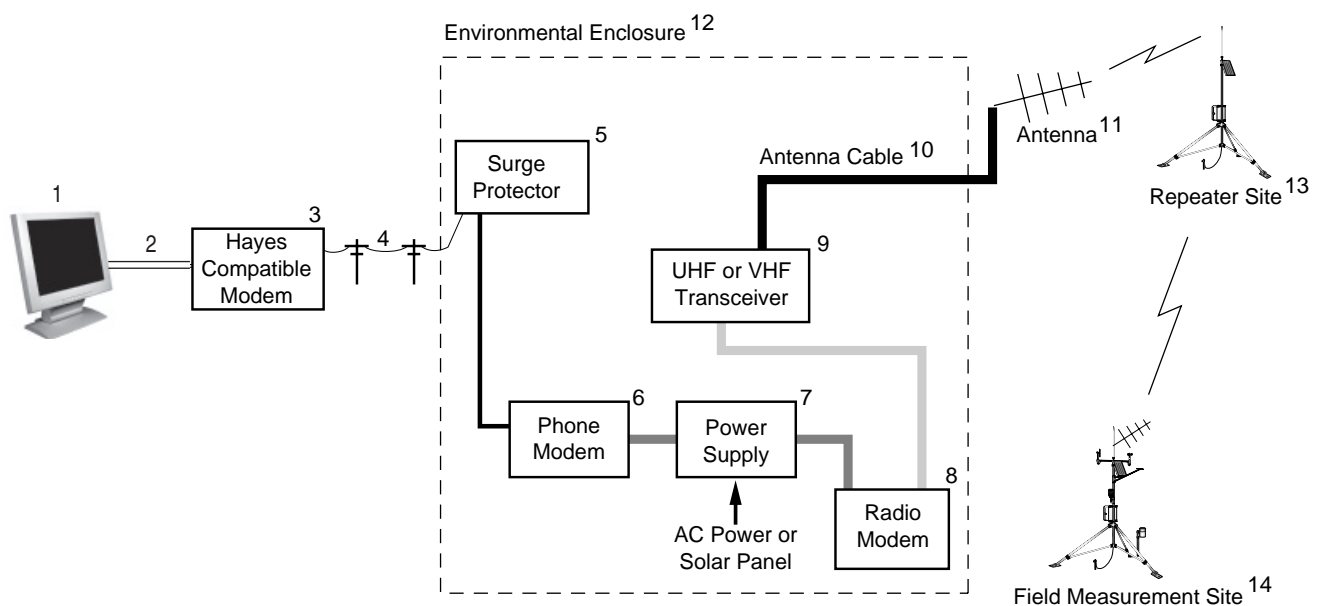 Environmental Enclosure 12
1
2
3
Hayes
Compatible
Modem
4
5
Surge
Protector
Antenna Cable 10
Antenna 11
Repeater Site 13
9
UHF or VHF
Transceiver
6
Phone
Modem
7
Power
Supply
AC Power or
Solar Panel
8
Radio
Modem
Field Measurement Site 14